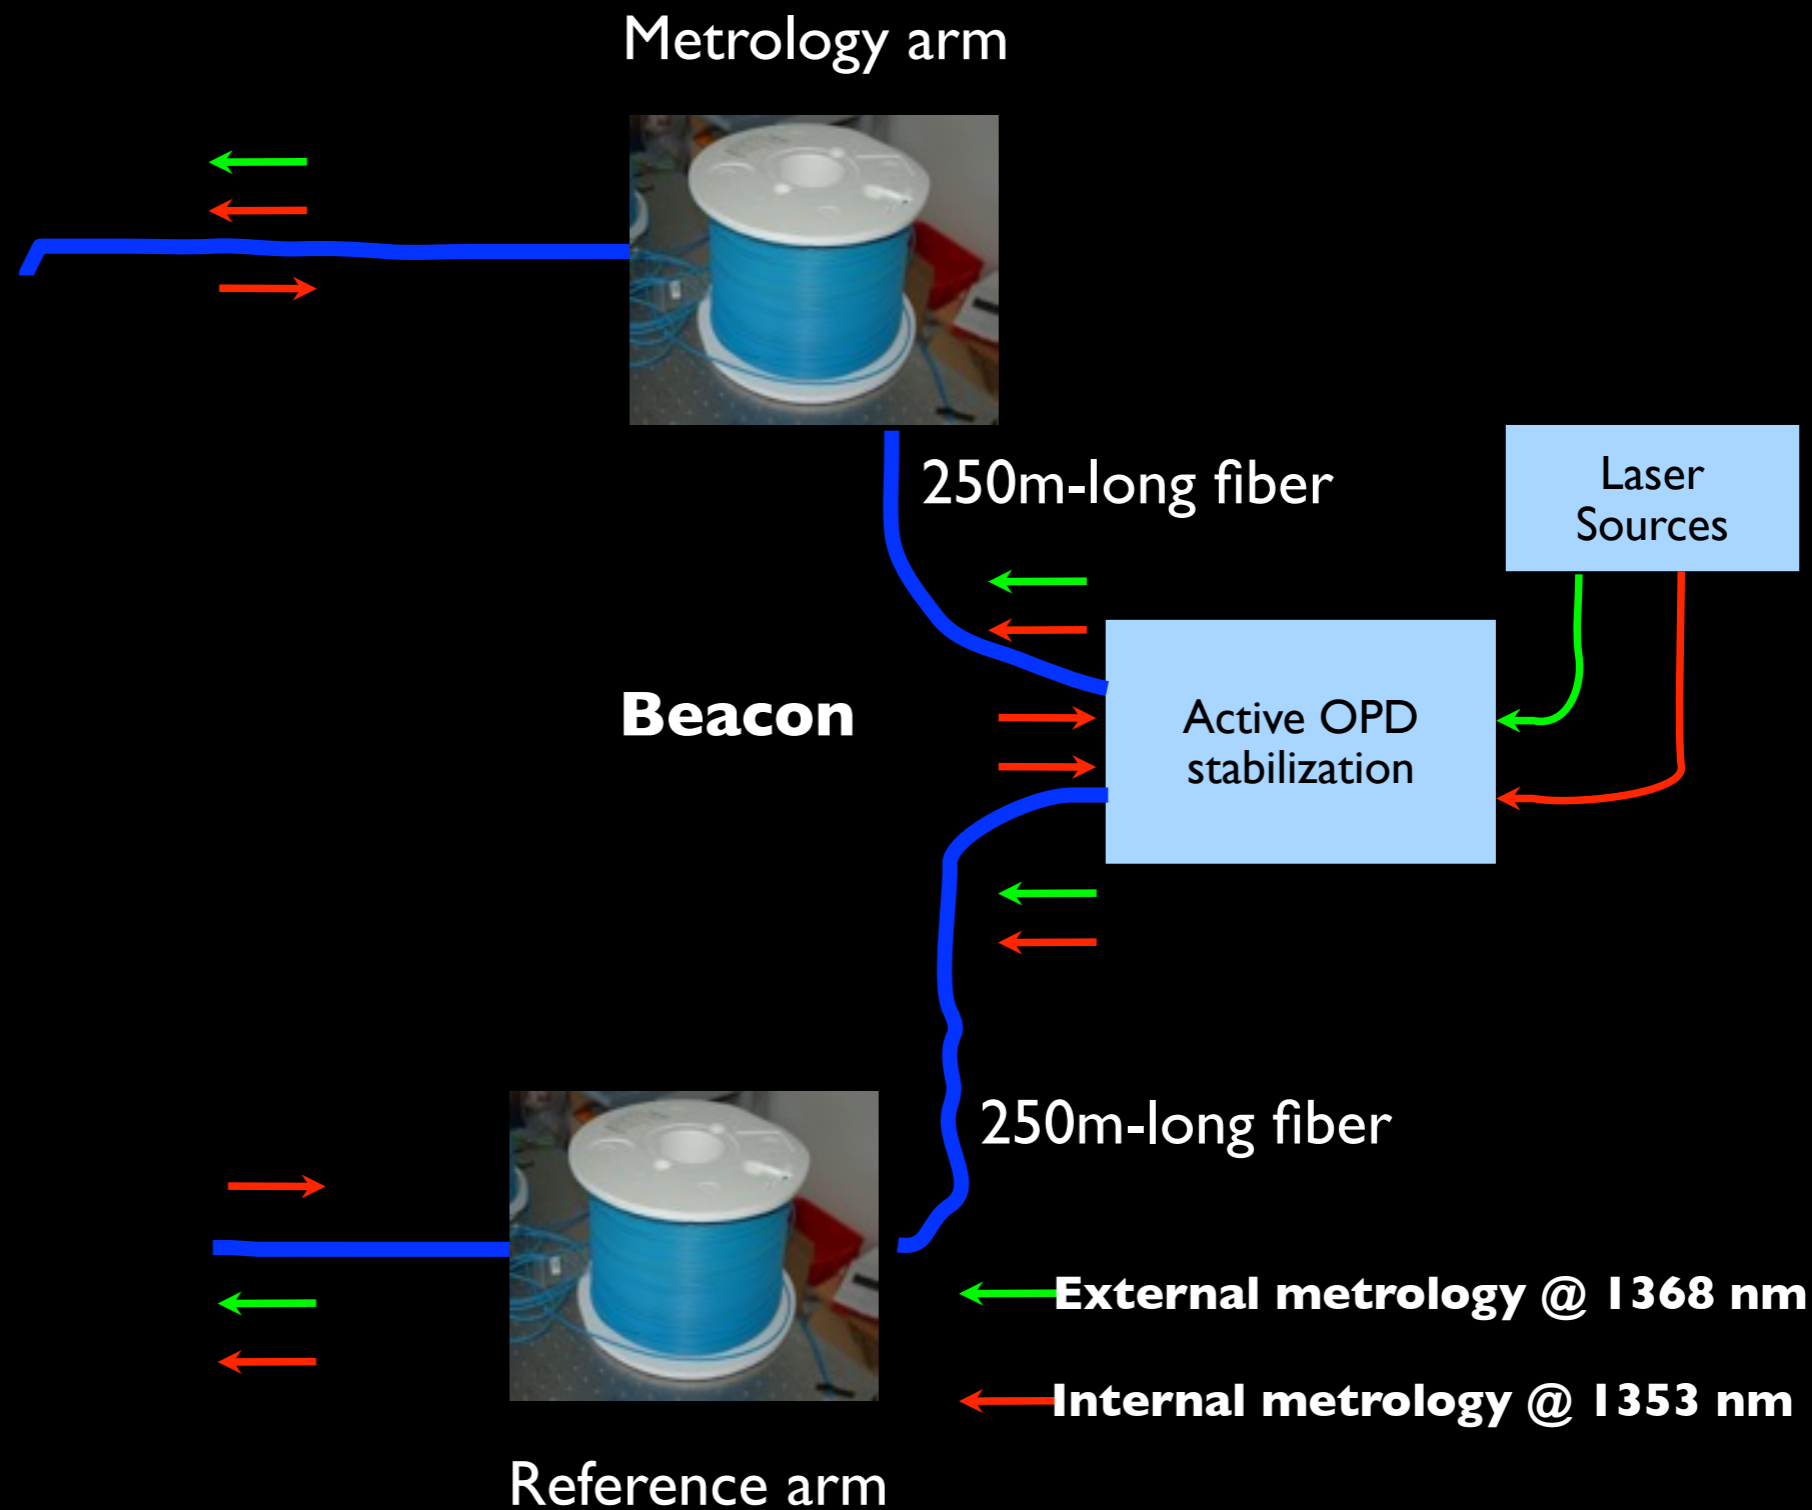 Metrology arm
250m-long fiber
Laser
Sources
Beacon
Active OPD
stabilization
250m-long fiber
External metrology @ 1368 nm
Internal metrology @ 1353 nm
Reference arm